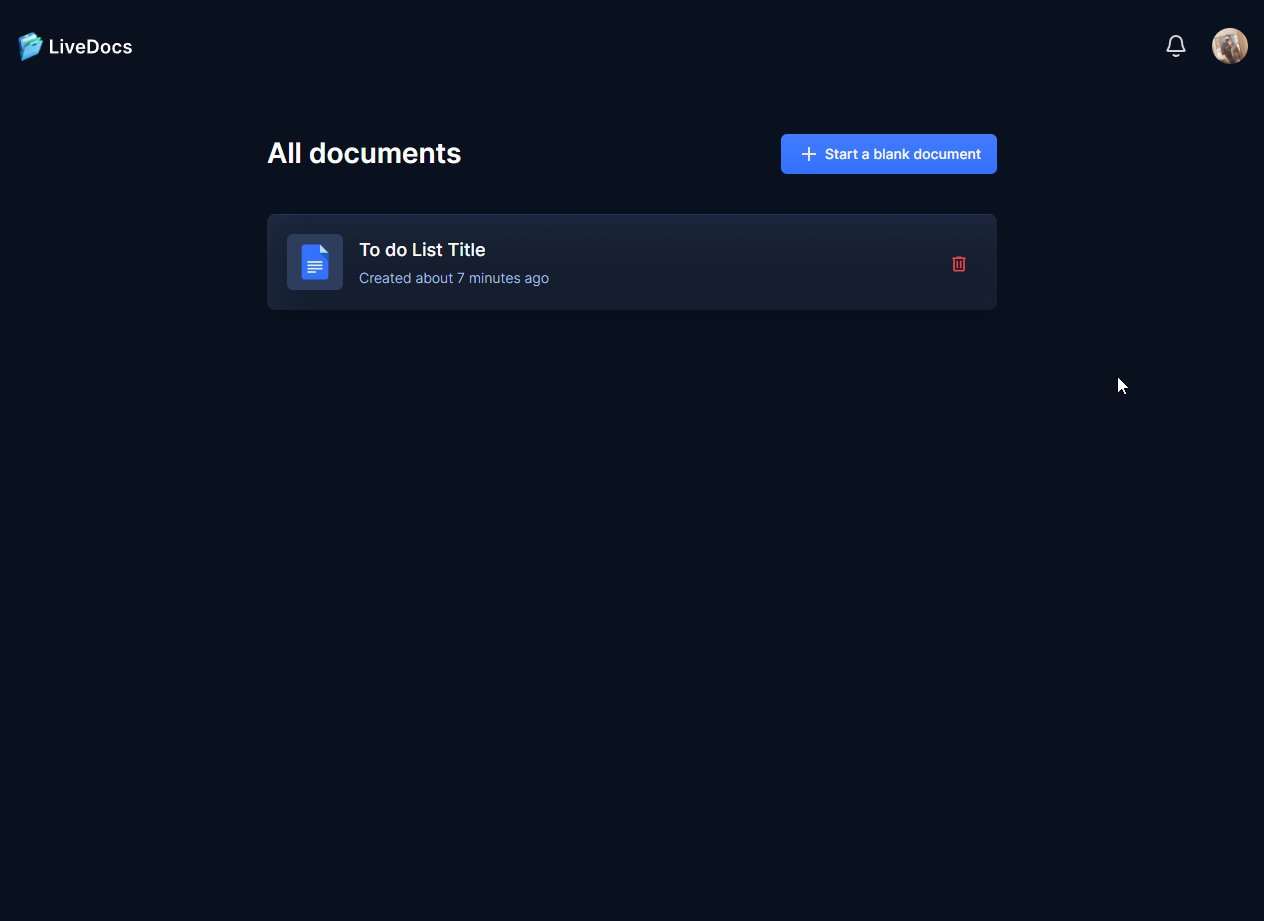 LiveDocs
All documents
Start a blank document
To do List Title
Created about 7 minutes ago